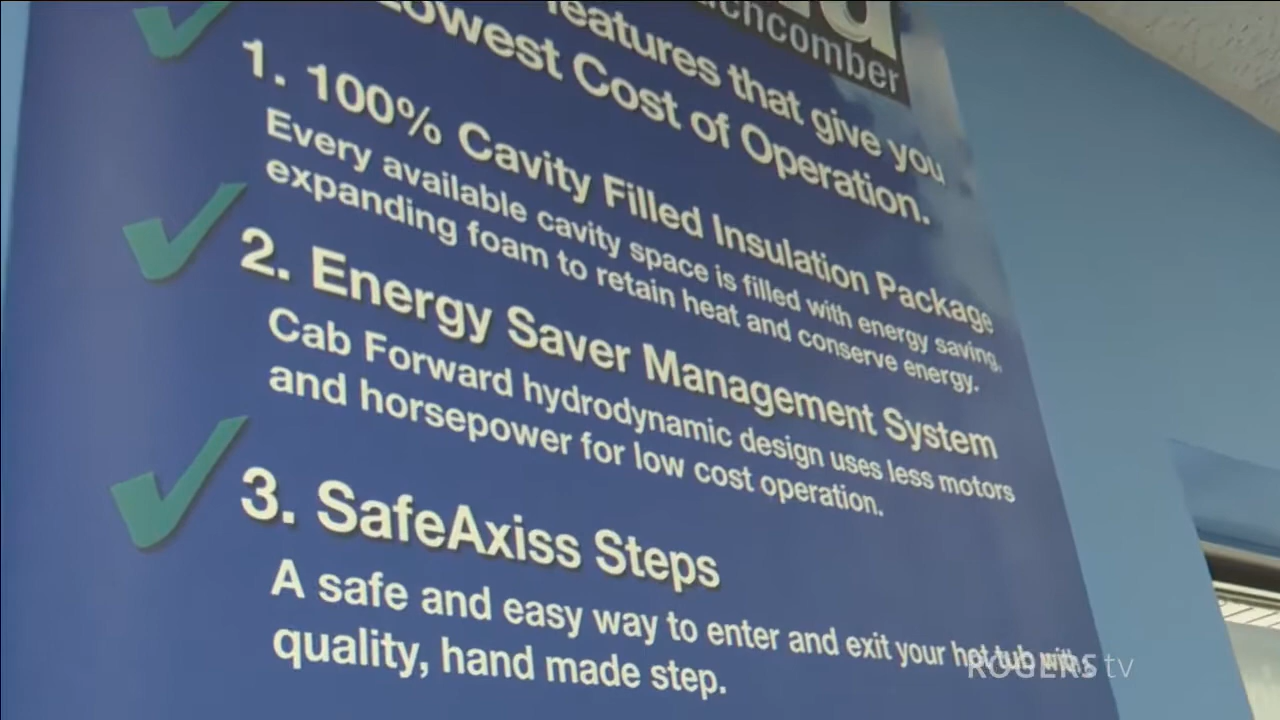 chcomber
features that give you
Lowest Cost of Operation.
1. 100% Cavity Filled Insulation Package
Every available cavity space is filled with energy saving,
expanding foam to retain heat and conserve energy.
2. Energy Saver Management System
Cab Forward hydrodynamic design uses less motors
and horsepower for low cost operation.
3. SafeAxiss Steps
A safe and easy way to enter and exit your hot tub with
quality, hand made step.
ROGERS tv